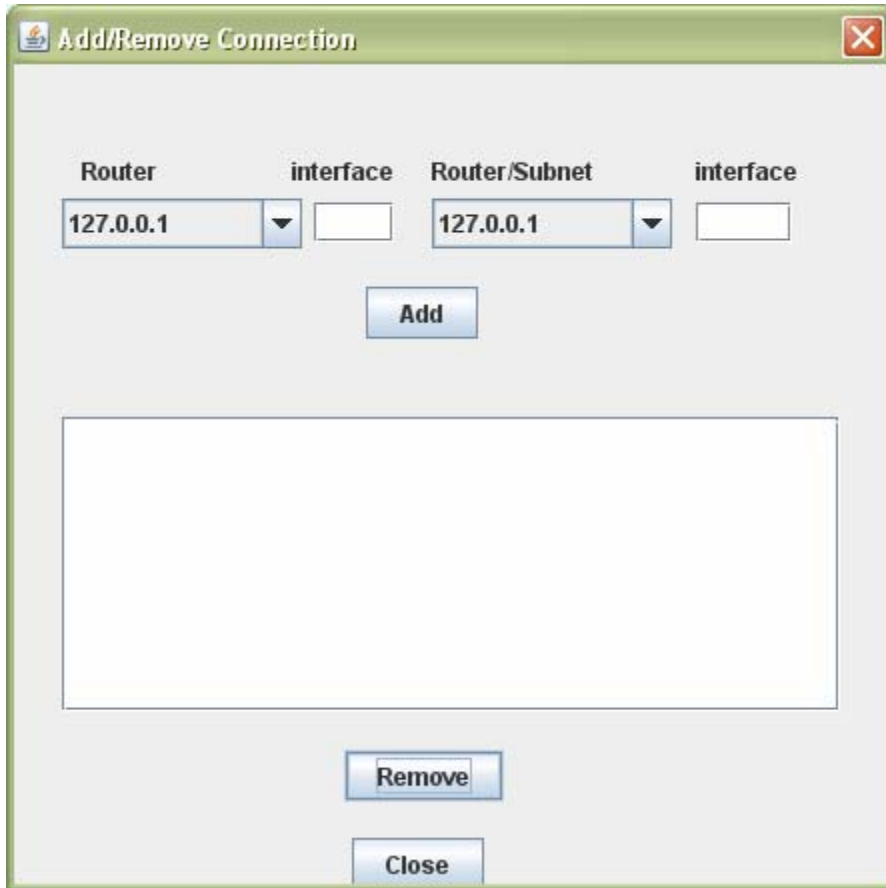 Add/Remove Connection
Router interface Router/Subnet interface
127.0.0.1 127.0.0.1
Add
Remove
Close